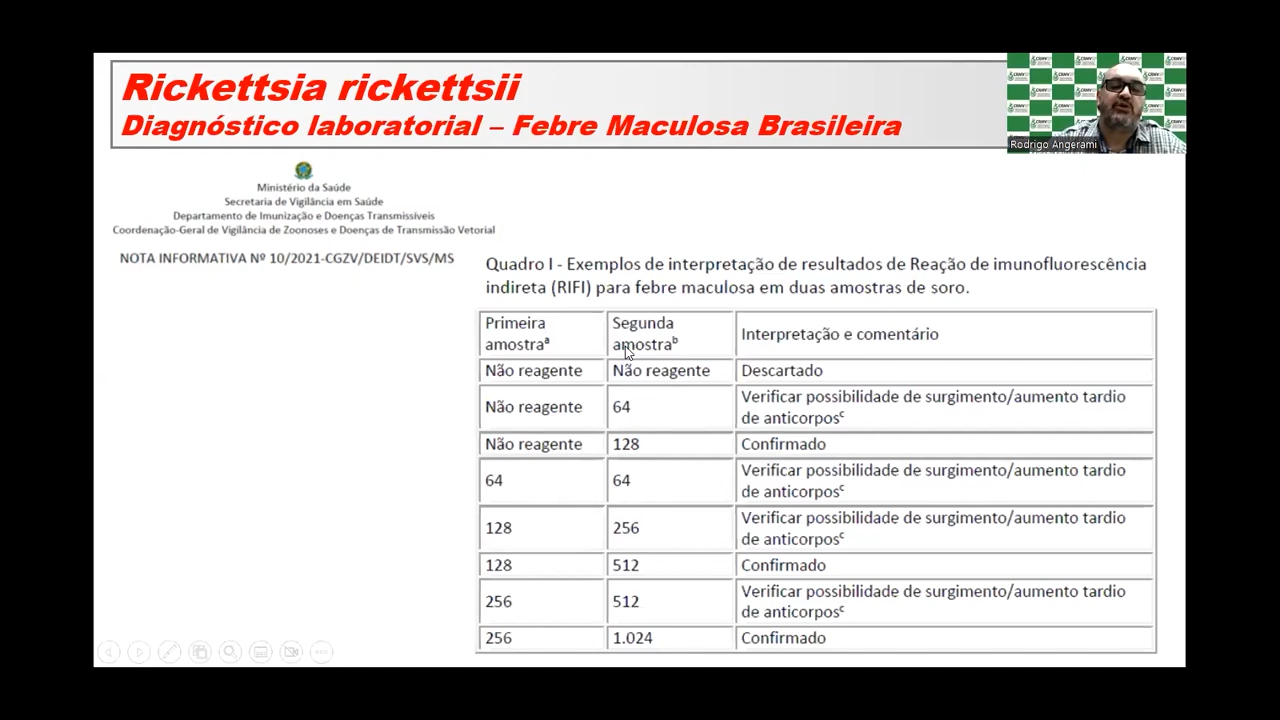 Rickettsia rickettsii
Diagnóstico laboratorial – Febre Maculosa Brasileira
Rodrigo Angerami
Ministério da Saúde
Secretaria de Vigilância em Saúde
Departamento de Imunização e Doenças Transmissíveis
Coordenação-Geral de Vigilância de Zoonoses e Doenças de Transmissão Vetorial
NOTA INFORMATIVA Nº 10/2021-CGZV/DEIDT/SVS/MS
Quadro I - Exemplos de interpretação de resultados de Reação de imunofluorescência
indireta (RIFI) para febre maculosa em duas amostras de soro.
Primeira
amostraª
Segunda
amostraᵇ
Interpretação e comentário
Não reagente
Não reagente
Descartado
Não reagente
64
Verificar possibilidade de surgimento/aumento tardio
de anticorposᶜ
Não reagente
128
Confirmado
64
64
Verificar possibilidade de surgimento/aumento tardio
de anticorposᶜ
128
256
Verificar possibilidade de surgimento/aumento tardio
de anticorposᶜ
128
512
Confirmado
256
512
Verificar possibilidade de surgimento/aumento tardio
de anticorposᶜ
256
1.024
Confirmado